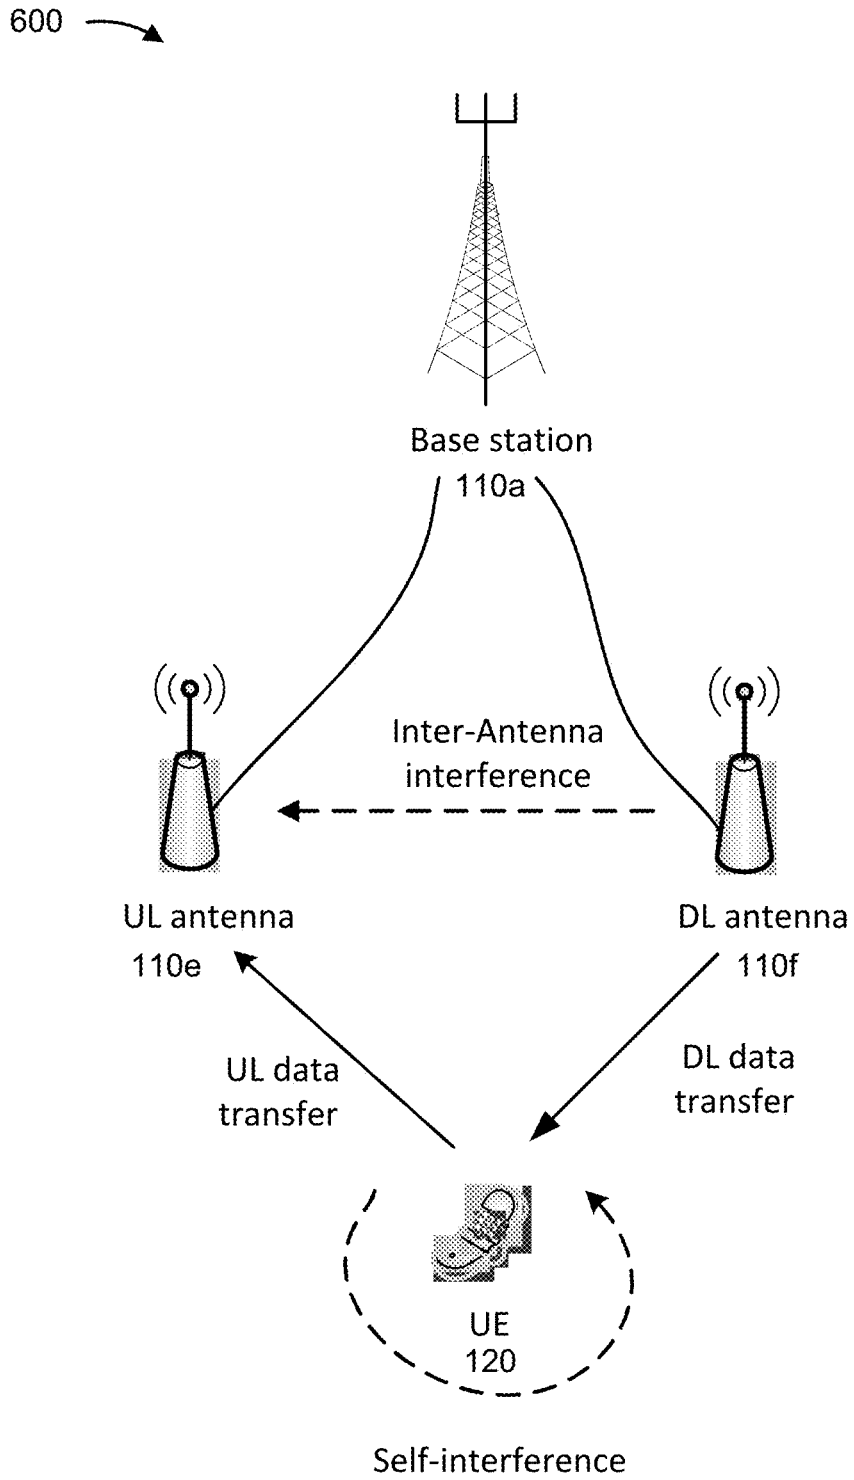 600
Base station
110a
Inter-Antenna
interference
UL antenna
110e
DL antenna
110f
UL data
transfer
DL data
transfer
UE
120
Self-interference